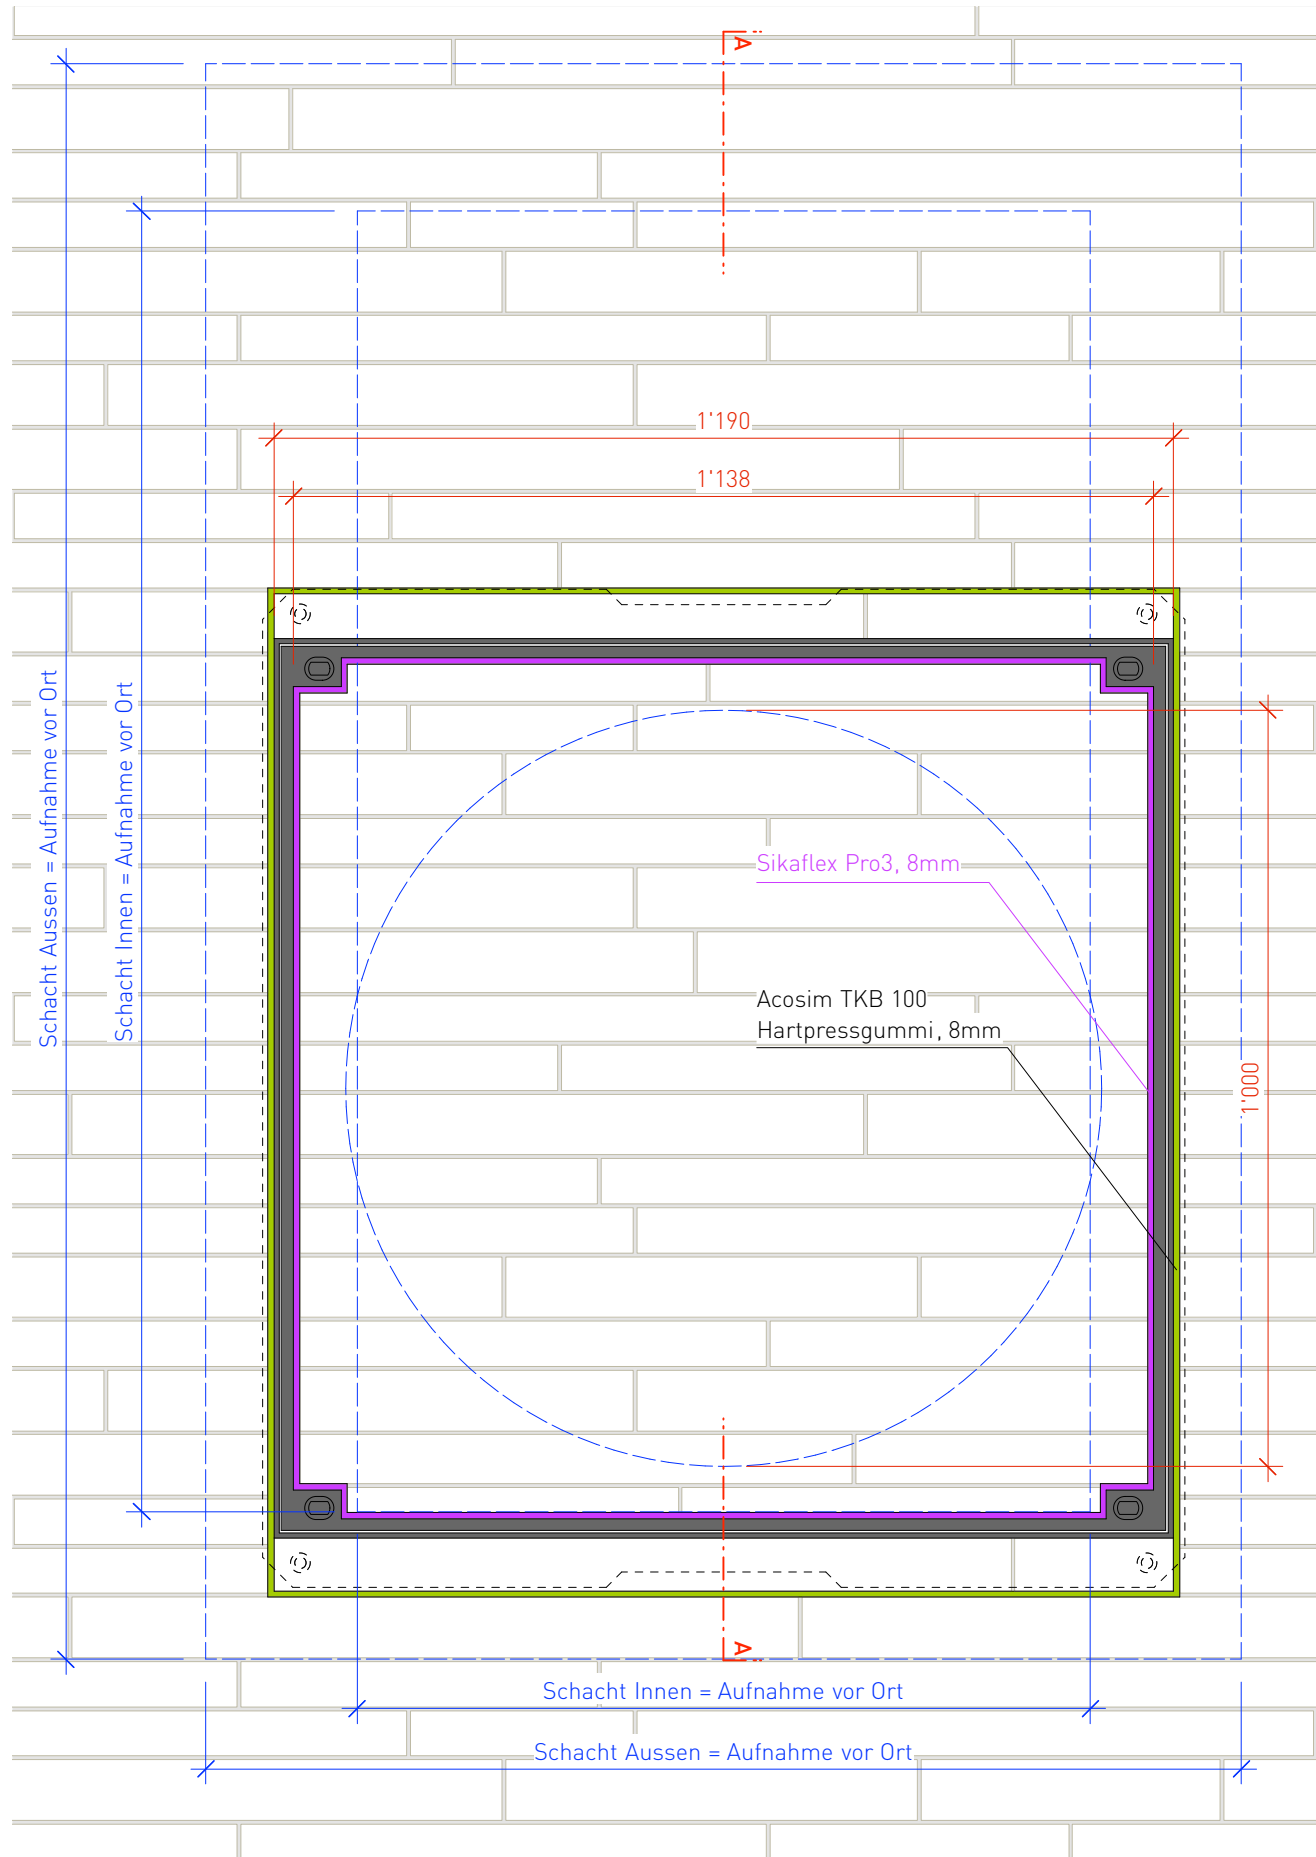 A
1'190
1'138
Schacht Aussen = Aufnahme vor Ort
Schacht Innen = Aufnahme vor Ort
Sikaflex Pro3, 8mm
Acosim TKB 100
Hartpressgummi, 8mm
1'000
A
Schacht Innen = Aufnahme vor Ort
Schacht Aussen = Aufnahme vor Ort